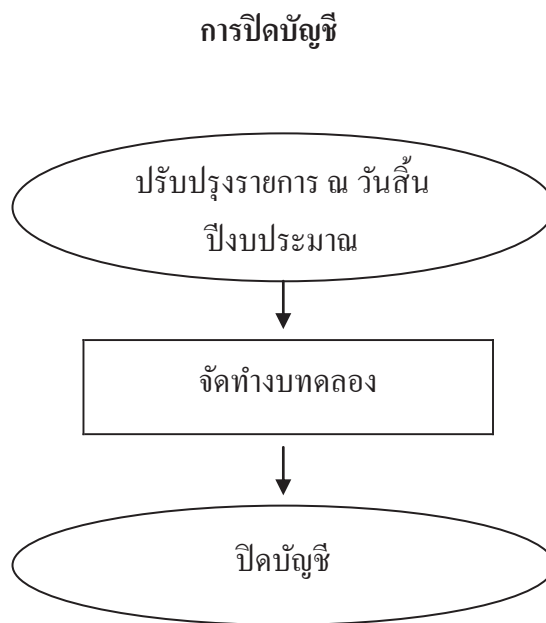 การปิดบัญชี
ปรับปรุงรายการ ณ วันสิ้น
ปีงบประมาณ
จัดทำงบทดลอง
ปิดบัญชี